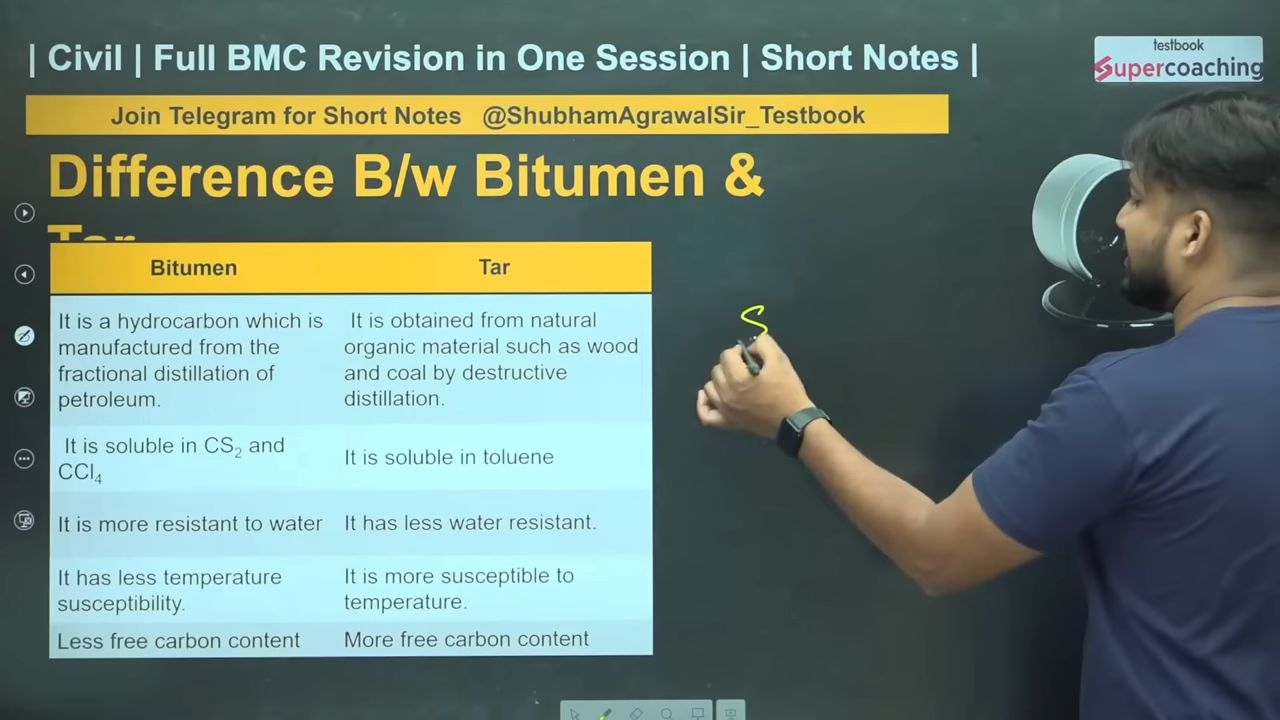 | Civil | Full BMC Revision in One Session | Short Notes |
testbook
Supercoaching
Join Telegram for Short Notes @ShubhamAgrawalSir_Testbook
Difference B/w Bitumen &
Tar
Bitumen Tar
It is a hydrocarbon which is
manufactured from the
fractional distillation of
petroleum.
It is obtained from natural
organic material such as wood
and coal by destructive
distillation.
It is soluble in CS₂ and
CCl₄
It is soluble in toluene
It is more resistant to water
It has less water resistant.
It has less temperature
susceptibility.
It is more susceptible to
temperature.
Less free carbon content
More free carbon content
S